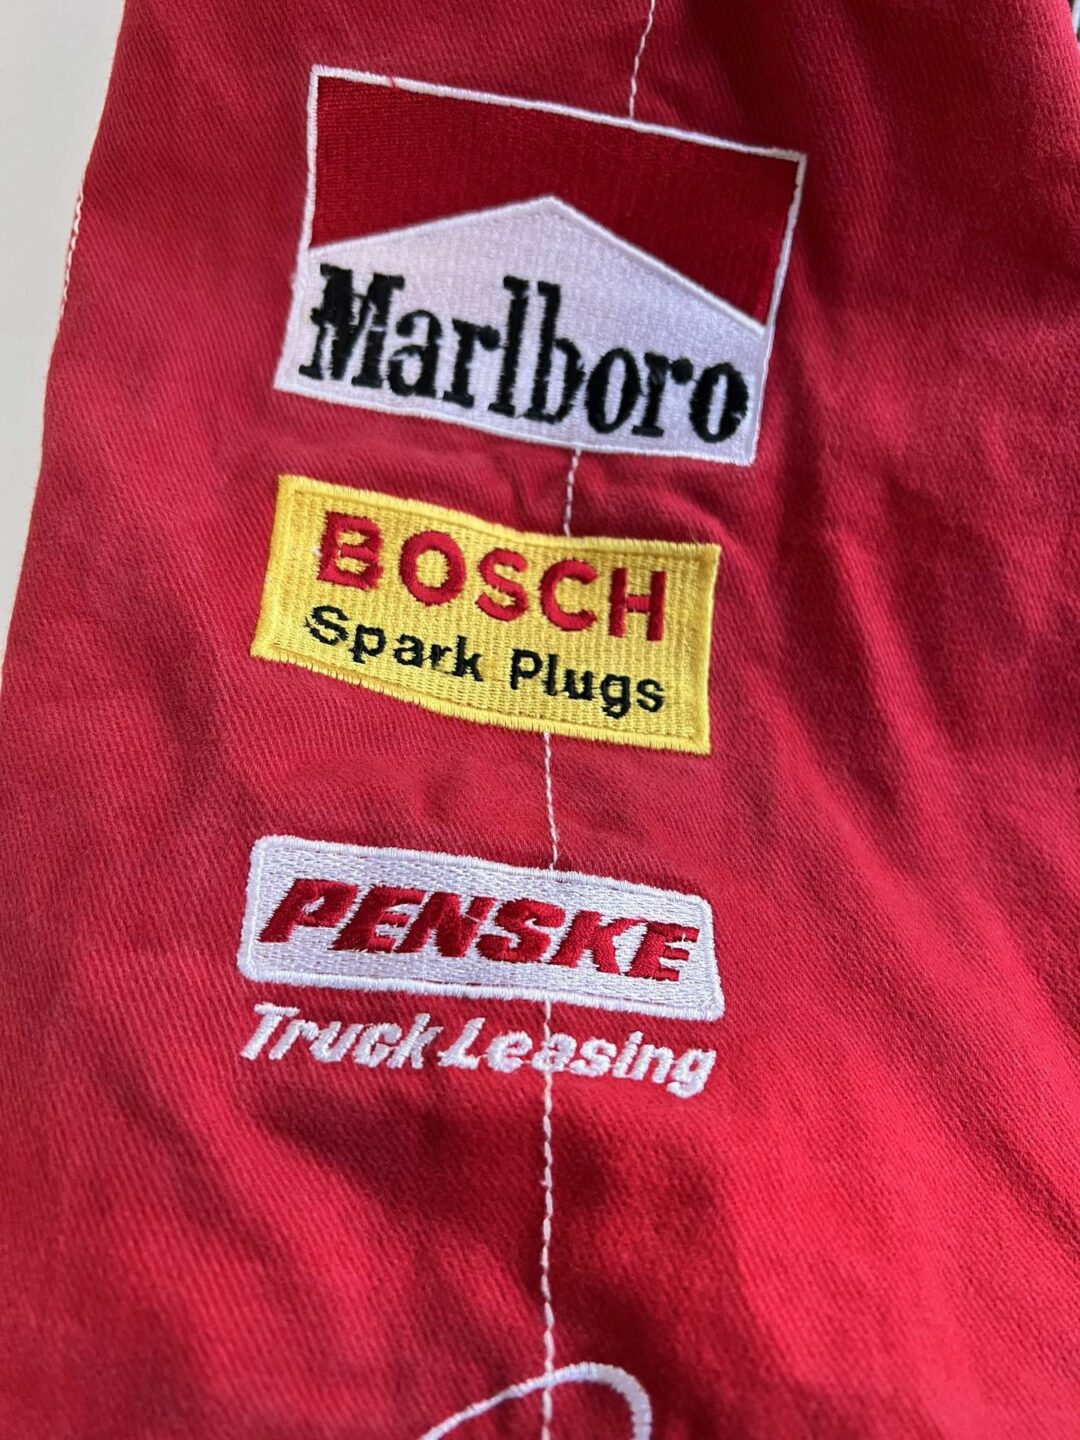 Marlboro
BOSCH
Spark Plugs
PENSKE
Truck Leasing